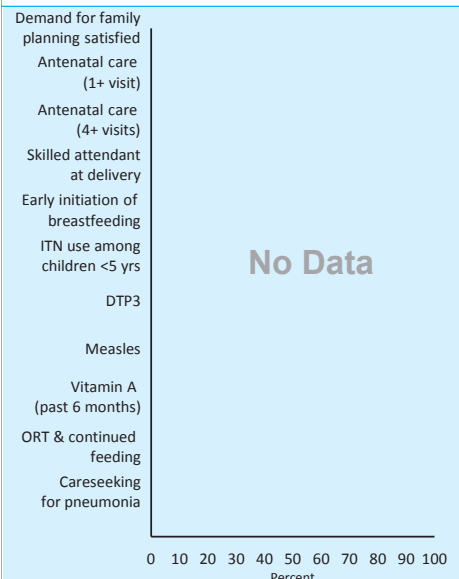 Demand for family
planning satisfied
Antenatal care
(1+ visit)
Antenatal care
(4+ visits)
Skilled attendant
at delivery
Early initiation of
breastfeeding
ITN use among
children <5 yrs
No Data
DTP3
Measles
Vitamin A
(past 6 months)
ORT & continued
feeding
Careseeking
for pneumonia
0 10 20 30 40 50 60 70 80 90 100
Percent